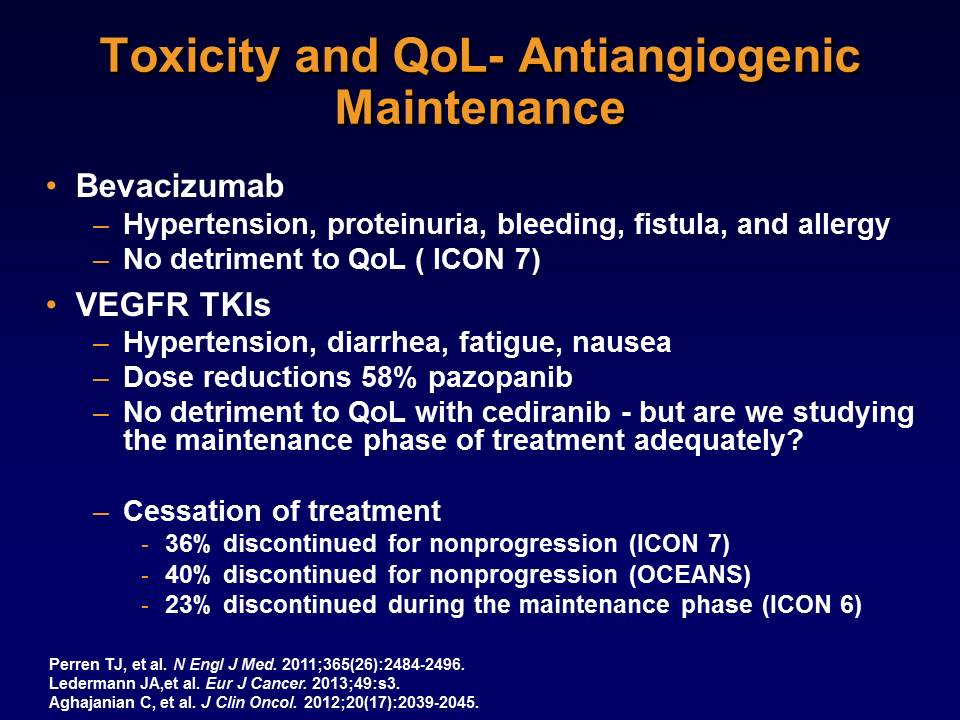 Toxicity and QoL- Antiangiogenic
Maintenance
• Bevacizumab
– Hypertension, proteinuria, bleeding, fistula, and allergy
– No detriment to QoL ( ICON 7)
• VEGFR TKIs
– Hypertension, diarrhea, fatigue, nausea
– Dose reductions 58% pazopanib
– No detriment to QoL with cediranib - but are we studying
the maintenance phase of treatment adequately?
– Cessation of treatment
- 36% discontinued for nonprogression (ICON 7)
- 40% discontinued for nonprogression (OCEANS)
- 23% discontinued during the maintenance phase (ICON 6)
Perren TJ, et al. N Engl J Med. 2011;365(26):2484-2496.
Ledermann JA,et al. Eur J Cancer. 2013;49:s3.
Aghajanian C, et al. J Clin Oncol. 2012;20(17):2039-2045.